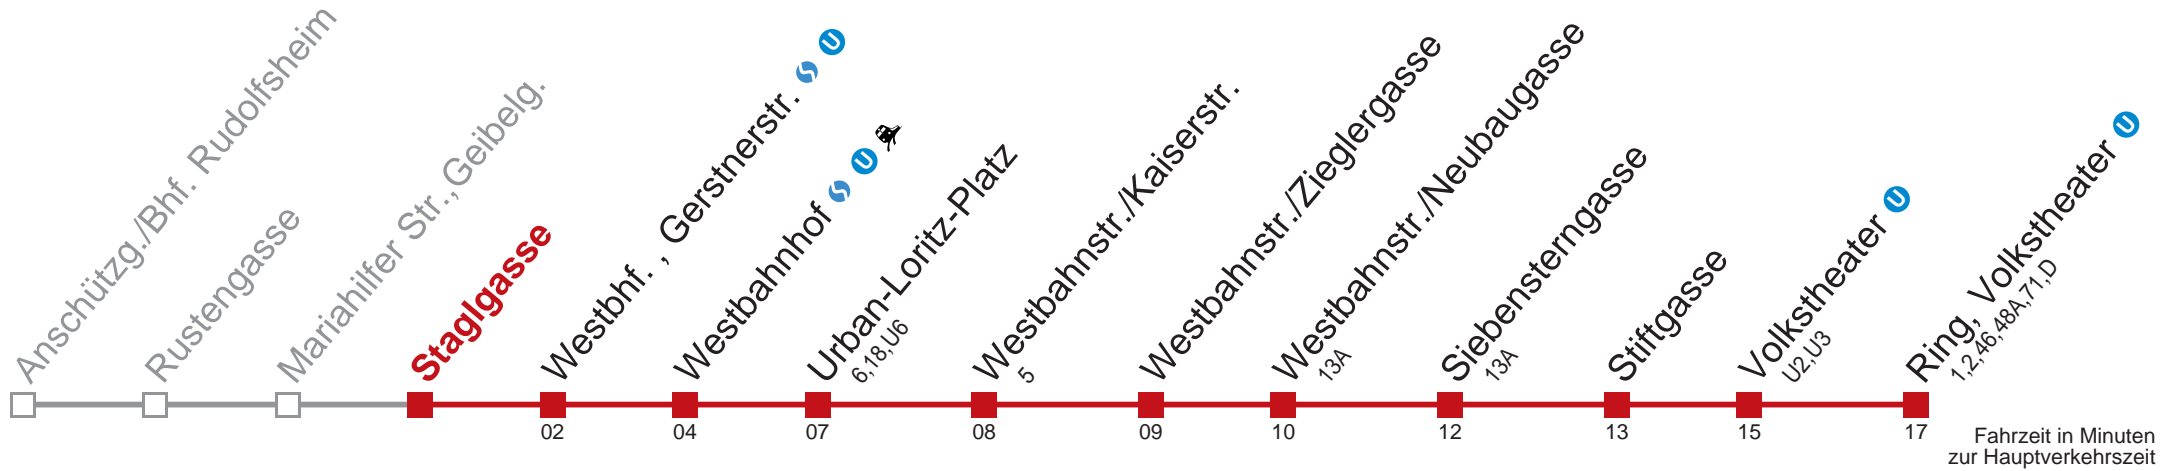 Anschützg./Bhf. Rudolfsheim
Rustengasse
Mariahilfer Str.,Geibelg.
Staglgasse
Westbhf. , Gerstnerstr. S U
Westbahnhof S U
Urban-Loritz-Platz
6,18,U6
Westbahnstr./Kaiserstr.
5
Westbahnstr./Zieglergasse
Westbahnstr./Neubaugasse
13A
Siebensterngasse
13A
Stiftgasse
Volkstheater U
U2,U3
Ring, Volkstheater U
1,2,46,48A,71,D
02 04 07 08 09 10 12 13 15 17
Fahrzeit in Minuten
zur Hauptverkehrszeit